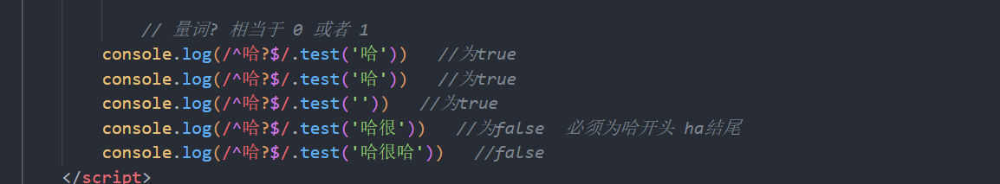 // 量词? 相当于 0 或者 1
console.log(/^哈?$/.test('哈'))   //为true
console.log(/^哈?$/.test('哈'))   //为true
console.log(/^哈?$/.test(''))   //为true
console.log(/^哈?$/.test('哈很'))   //为false  必须为哈开头 ha结尾
console.log(/^哈?$/.test('哈很哈'))   //false
</script>